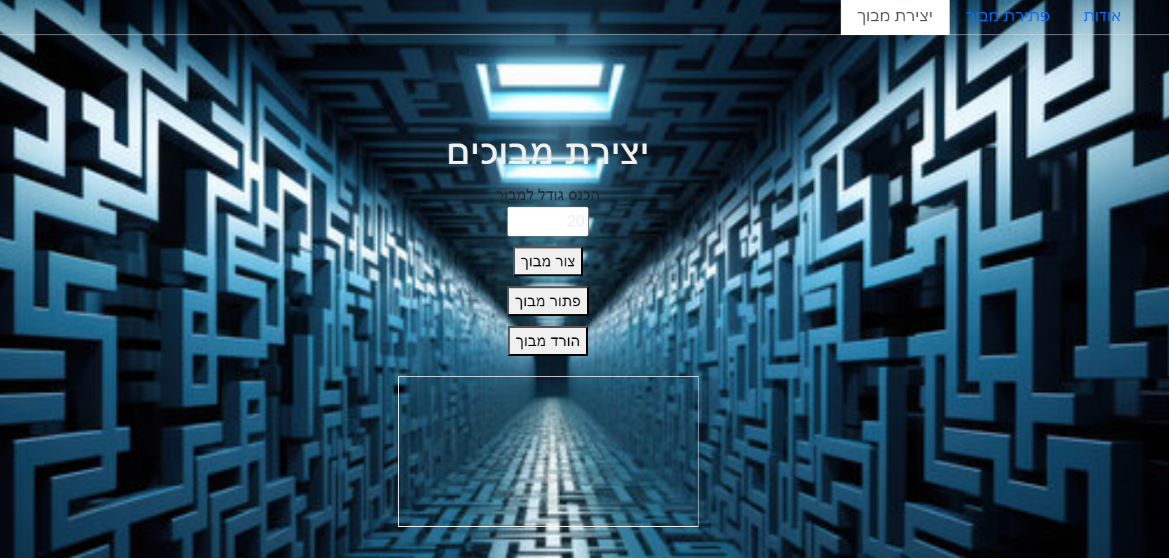 אודות פתירת מבוך יצירת מבוך
יצירת מבוכים
הכנס גודל למבוך
20
צור מבוך
פתור מבוך
הורד מבוך